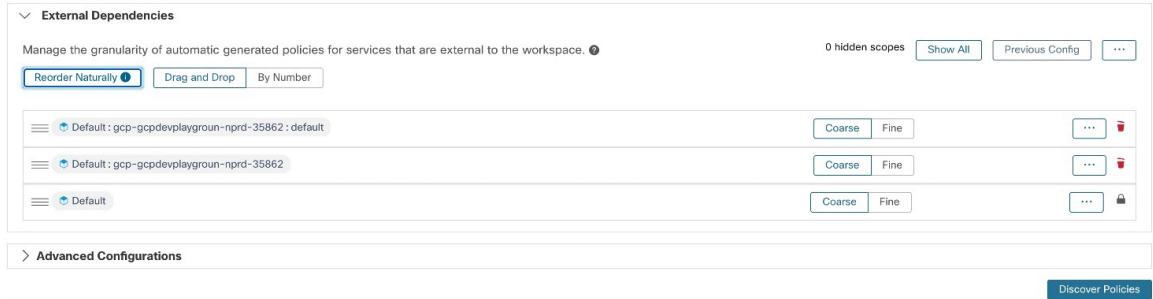 External Dependencies
Manage the granularity of automatic generated policies for services that are external to the workspace. ?
0 hidden scopes Show All Previous Config ...
Reorder Naturally i Drag and Drop By Number
Default : gcp-gcpdevplaygroun-nprd-35862 : default Coarse Fine ...
Default : gcp-gcpdevplaygroun-nprd-35862 Coarse Fine ...
Default Coarse Fine ...
Advanced Configurations
Discover Policies